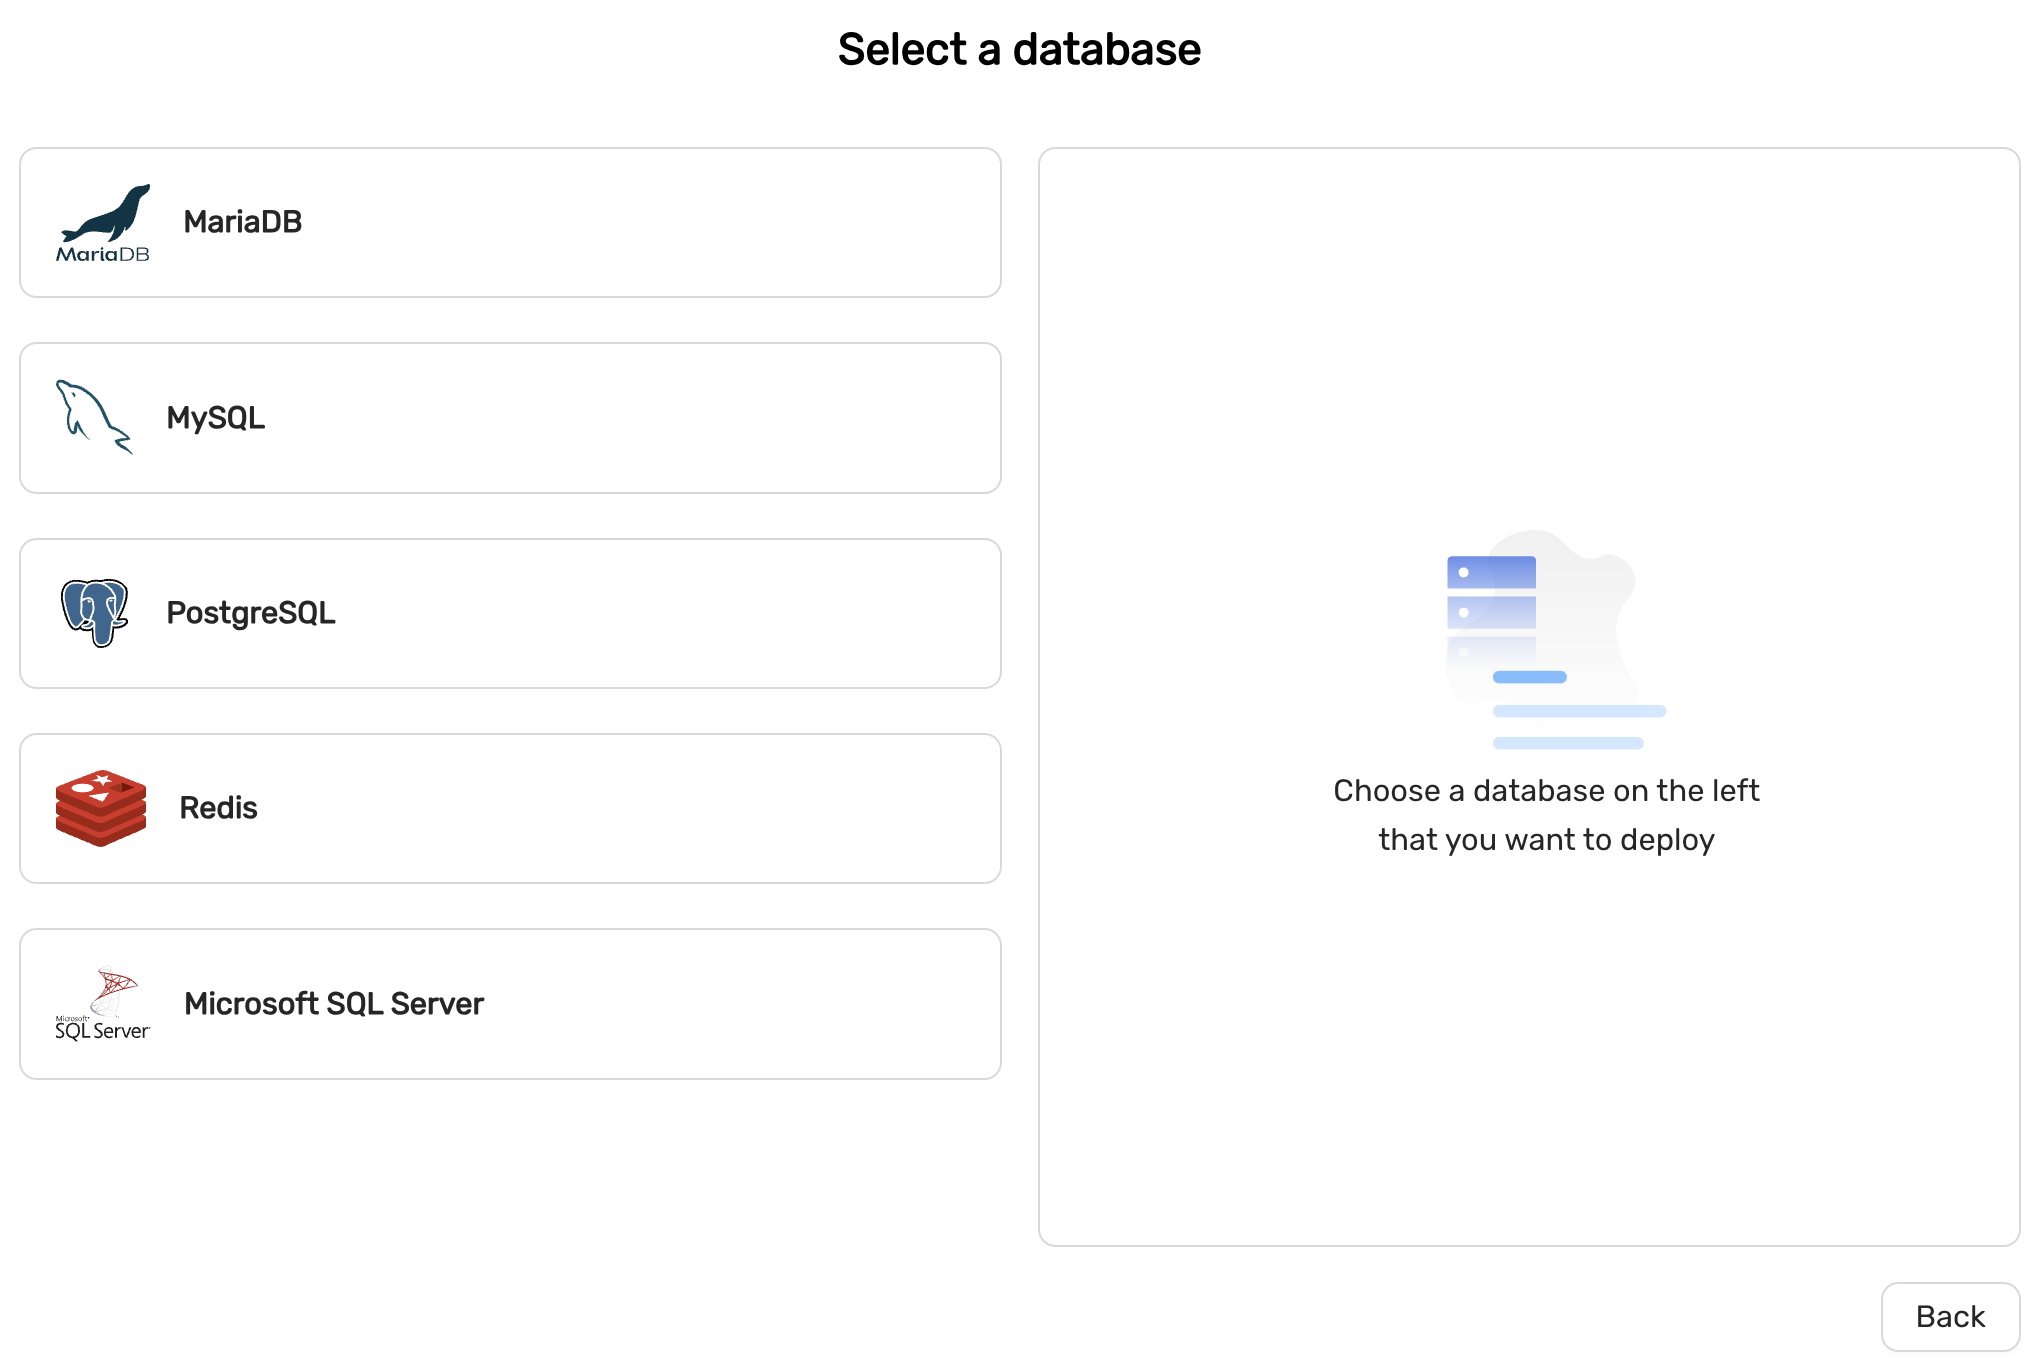 Select a database
MariaDB
MariaDB
MySQL
PostgreSQL
Redis
Microsoft
SQL Server
Microsoft SQL Server
Choose a database on the left
that you want to deploy
Back